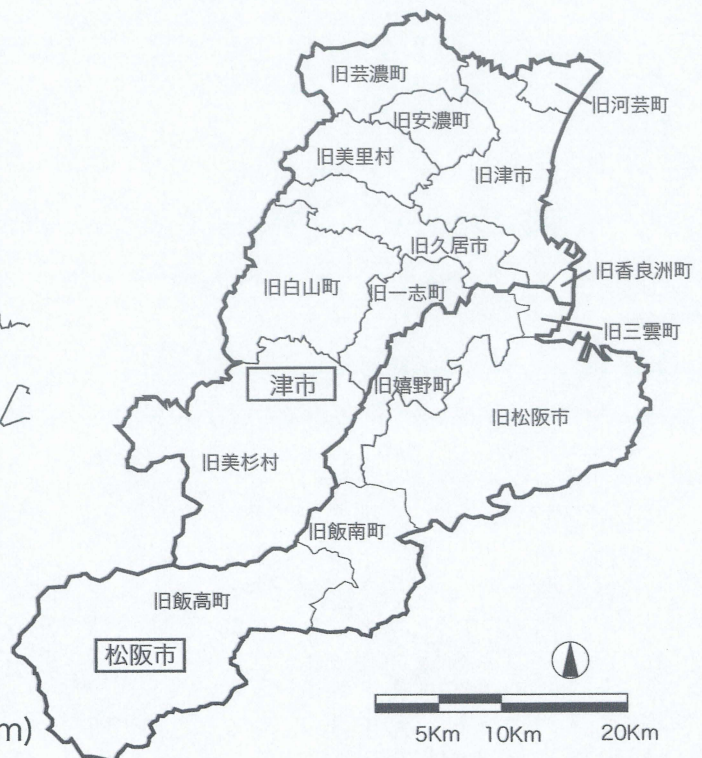 旧芸濃町
旧河芸町
旧安濃町
旧美里村
旧津市
旧久居市
旧香良洲町
旧白山町
旧一志町
旧三雲町
津市
旧嬉野町
旧松阪市
旧美杉村
旧飯南町
旧飯高町
松阪市
m)
5Km 10Km 20Km